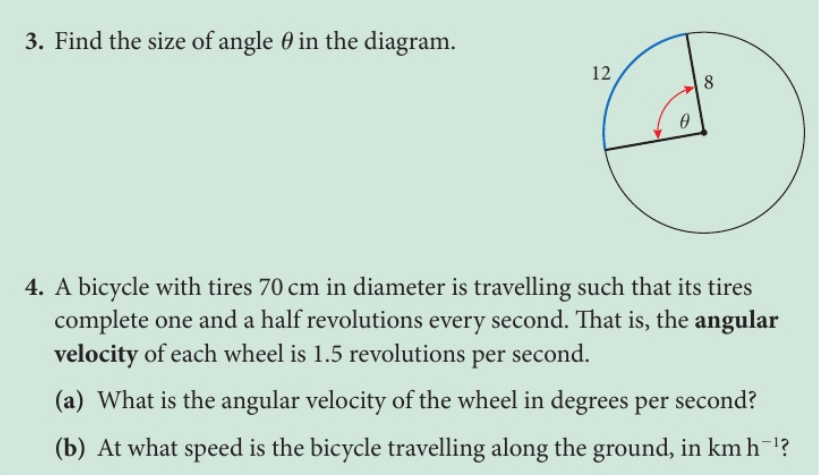 3. Find the size of angle θ in the diagram.
12
8
θ
4. A bicycle with tires 70 cm in diameter is travelling such that its tires
complete one and a half revolutions every second. That is, the angular
velocity of each wheel is 1.5 revolutions per second.
(a) What is the angular velocity of the wheel in degrees per second?
(b) At what speed is the bicycle travelling along the ground, in km h⁻¹?